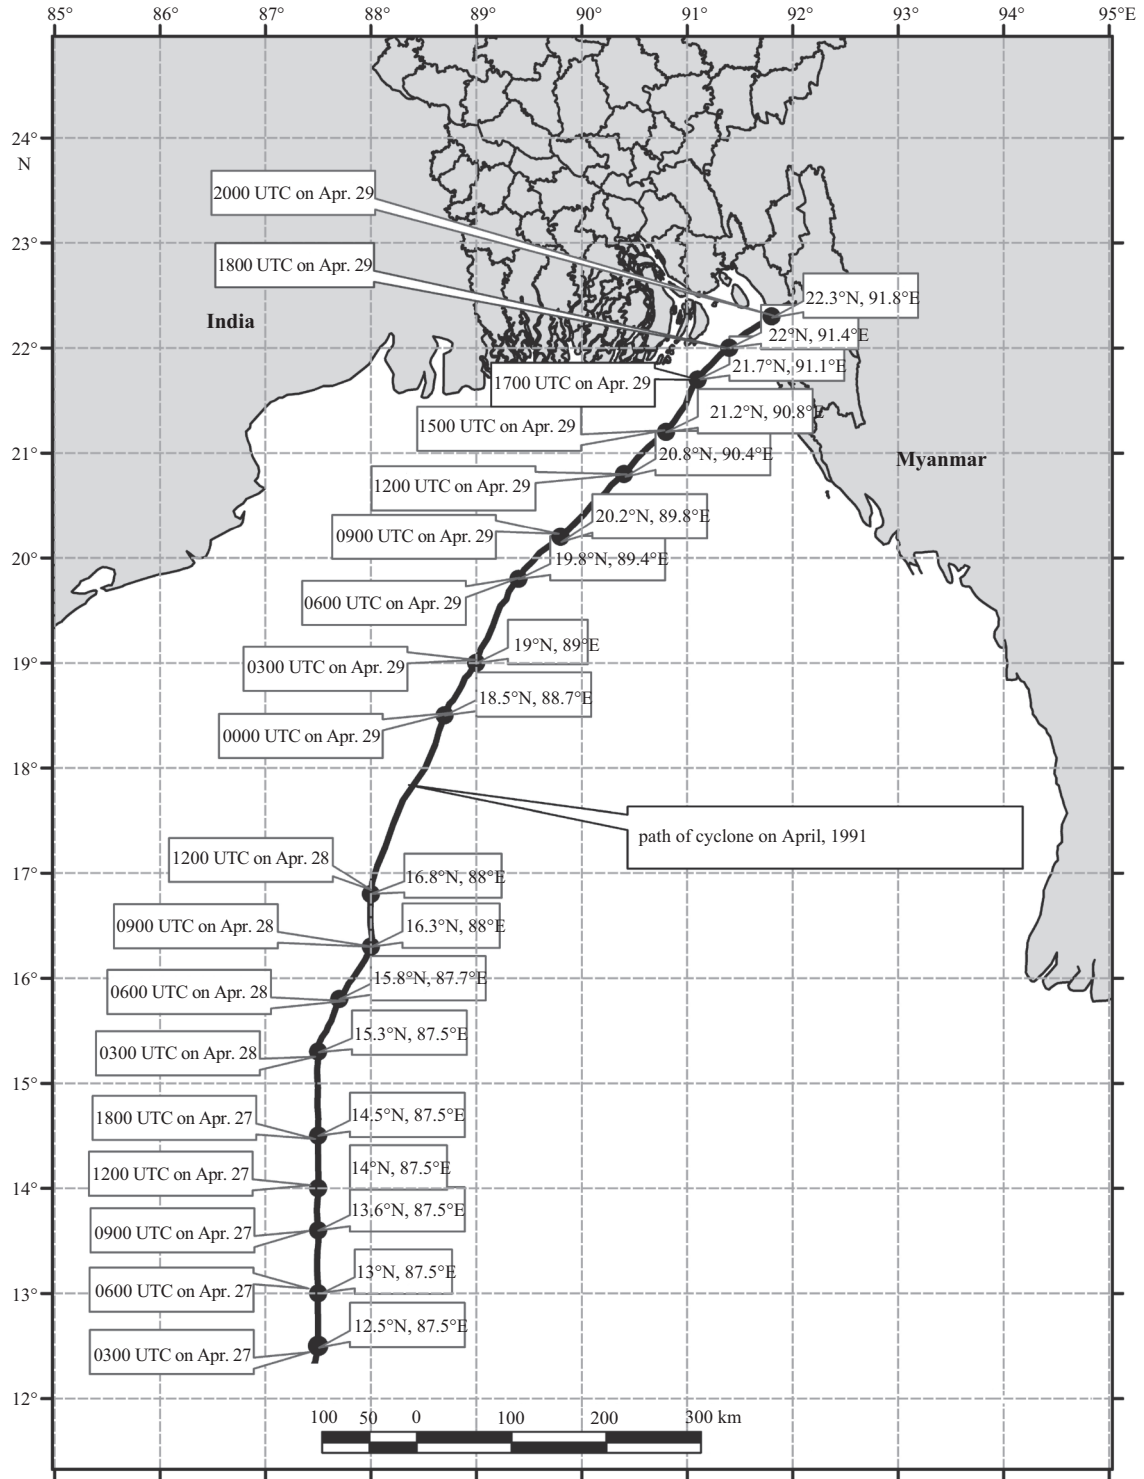 85° 86° 87° 88° 89° 90° 91° 92° 93° 94° 95°E
24°
N
2000 UTC on Apr. 29
23°
1800 UTC on Apr. 29
22.3°N, 91.8°E
India
22°N, 91.4°E
22°
21.7°N, 91.1°E
1700 UTC on Apr. 29
21.2°N, 90.8°E
1500 UTC on Apr. 29
21°
20.8°N, 90.4°E
Myanmar
1200 UTC on Apr. 29
20.2°N, 89.8°E
0900 UTC on Apr. 29
20°
19.8°N, 89.4°E
0600 UTC on Apr. 29
19°N, 89°E
19°
0300 UTC on Apr. 29
18.5°N, 88.7°E
0000 UTC on Apr. 29
18°
path of cyclone on April, 1991
1200 UTC on Apr. 28
17°
16.8°N, 88°E
0900 UTC on Apr. 28
16.3°N, 88°E
16°
15.8°N, 87.7°E
0600 UTC on Apr. 28
15.3°N, 87.5°E
0300 UTC on Apr. 28
15°
1800 UTC on Apr. 27
14.5°N, 87.5°E
1200 UTC on Apr. 27
14°N, 87.5°E
14°
13.6°N, 87.5°E
0900 UTC on Apr. 27
13°N, 87.5°E
0600 UTC on Apr. 27
13°
12.5°N, 87.5°E
0300 UTC on Apr. 27
12°
100 50 0 100 200 300 km